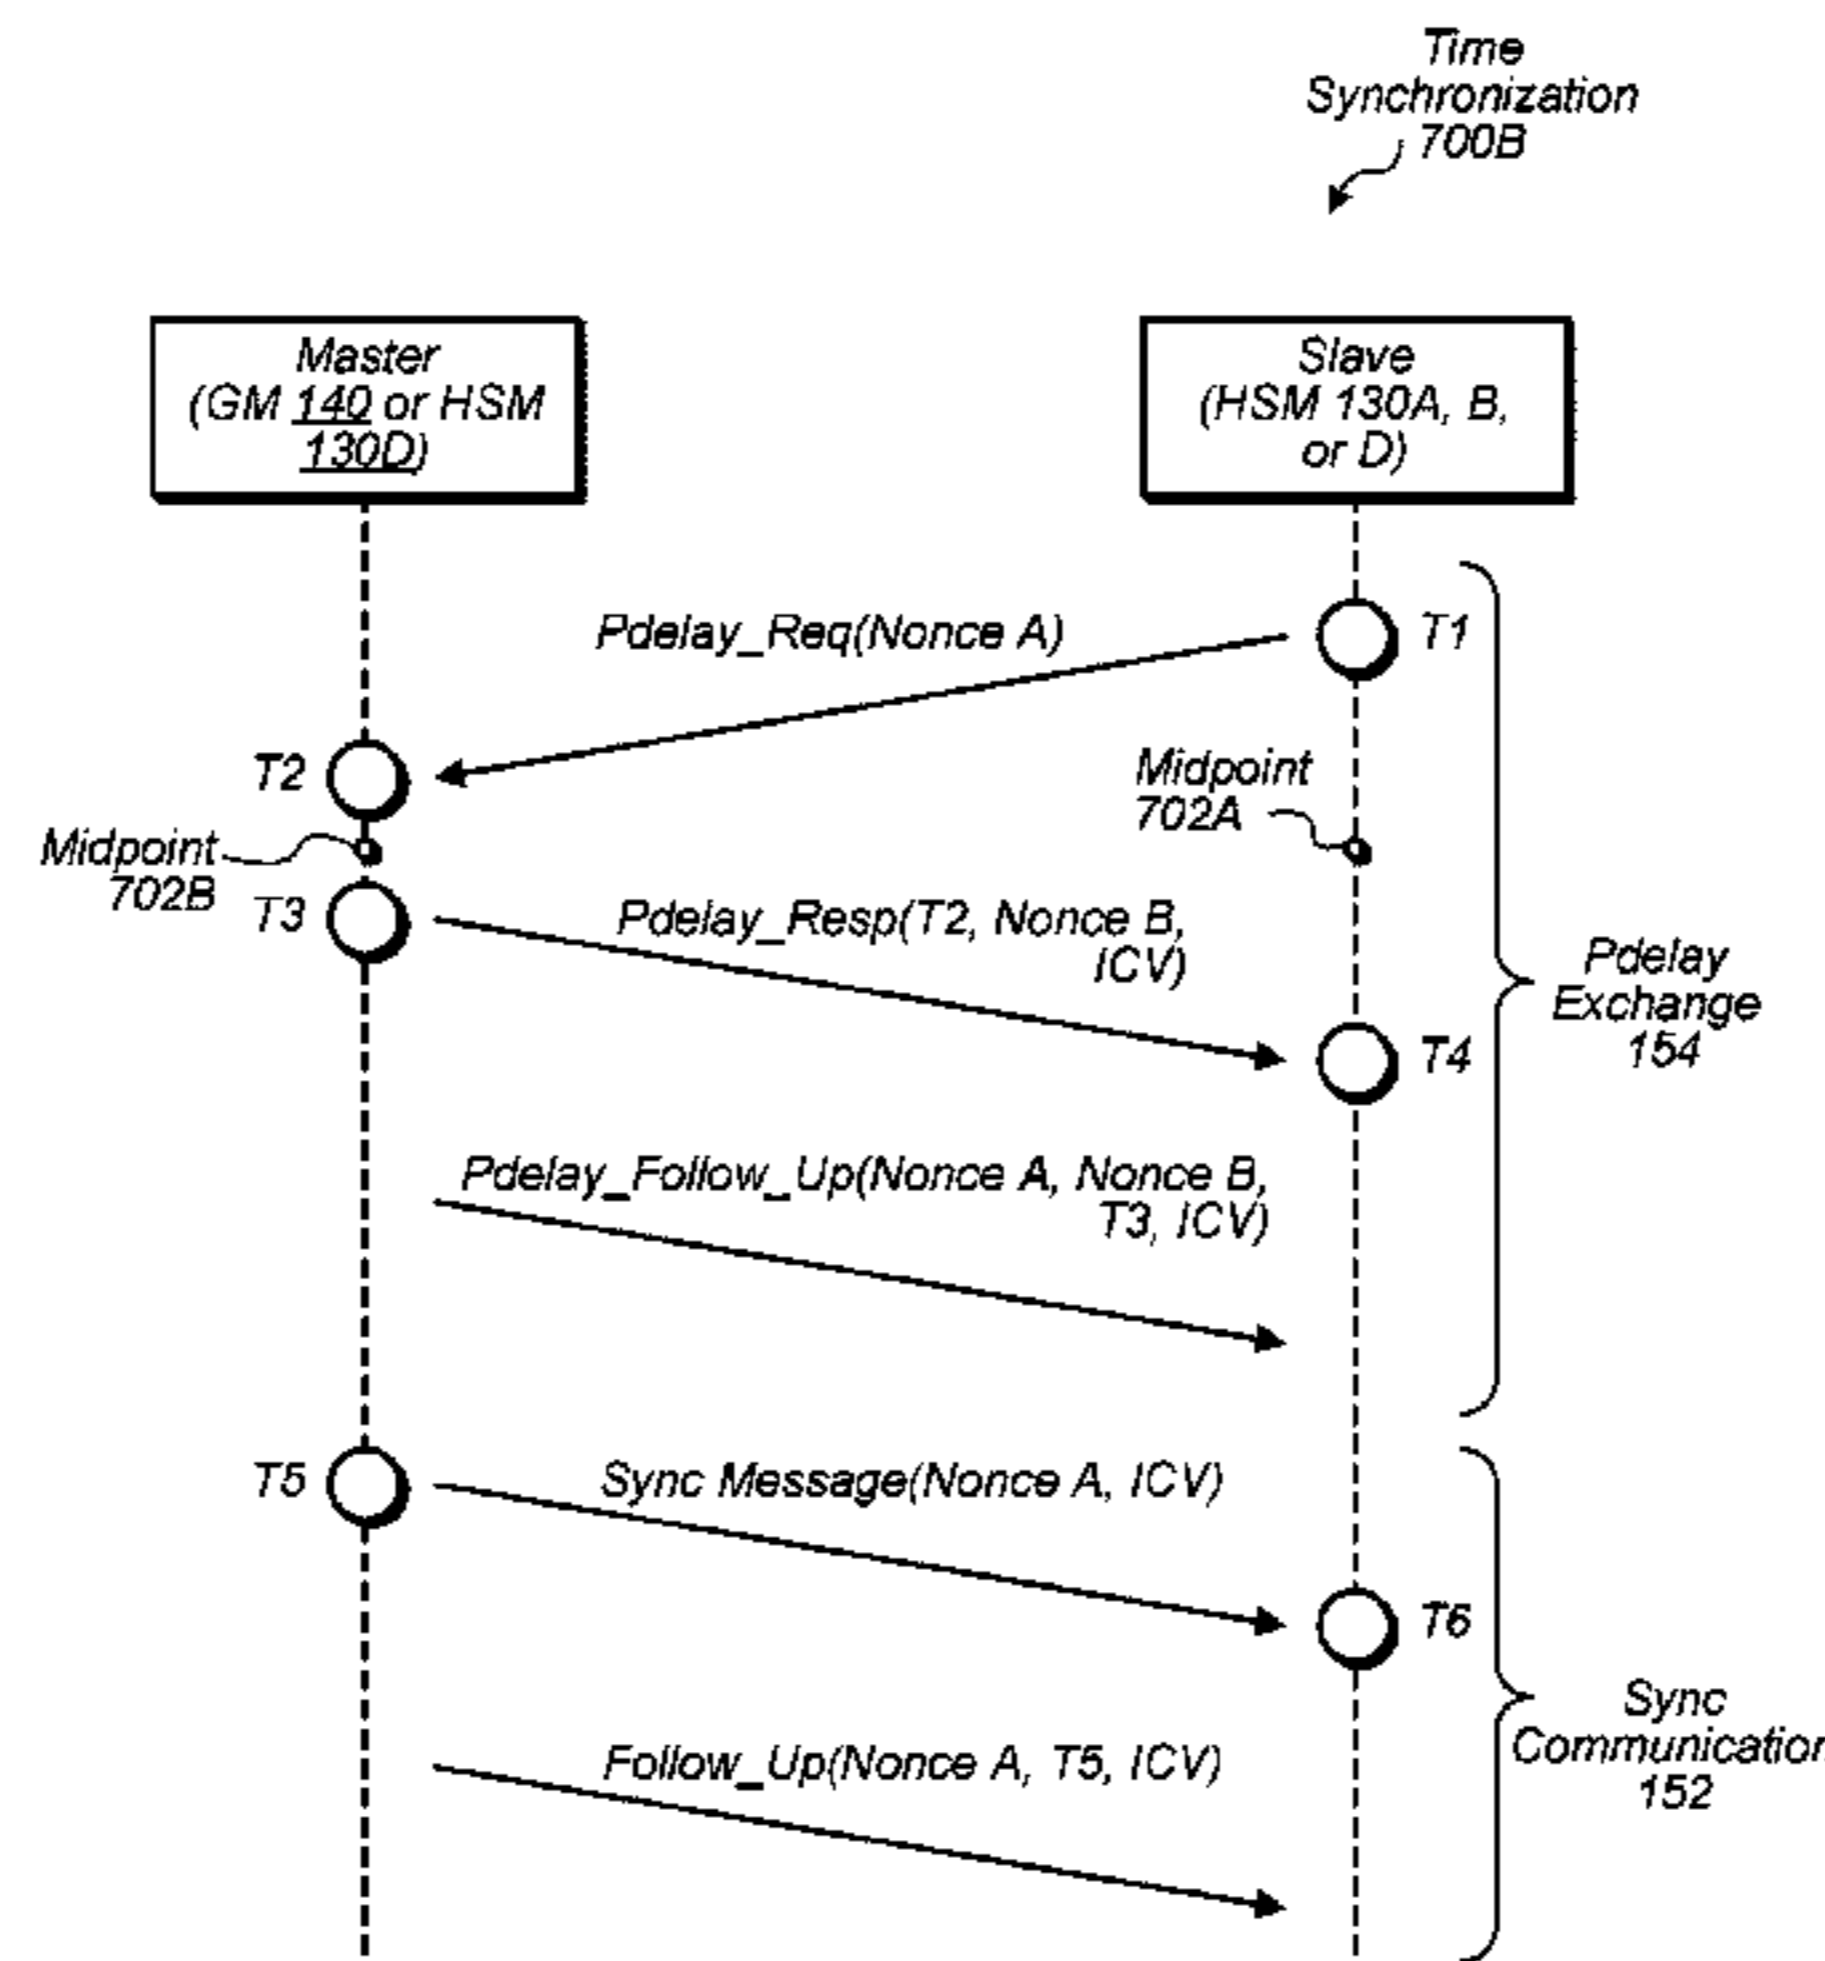 Time
Synchronization
700B
Master
(GM 140 or HSM
130D)
Slave
(HSM 130A, B,
or D)
Pdelay_Req(Nonce A)
T1
T2
Midpoint
702A
Midpoint
702B
T3
Pdelay_Resp(T2, Nonce B,
ICV)
Pdelay
Exchange
154
T4
Pdelay_Follow_Up(Nonce A, Nonce B,
T3, ICV)
T5
Sync Message(Nonce A, ICV)
T6
Sync
Communication
152
Follow_Up(Nonce A, T5, ICV)